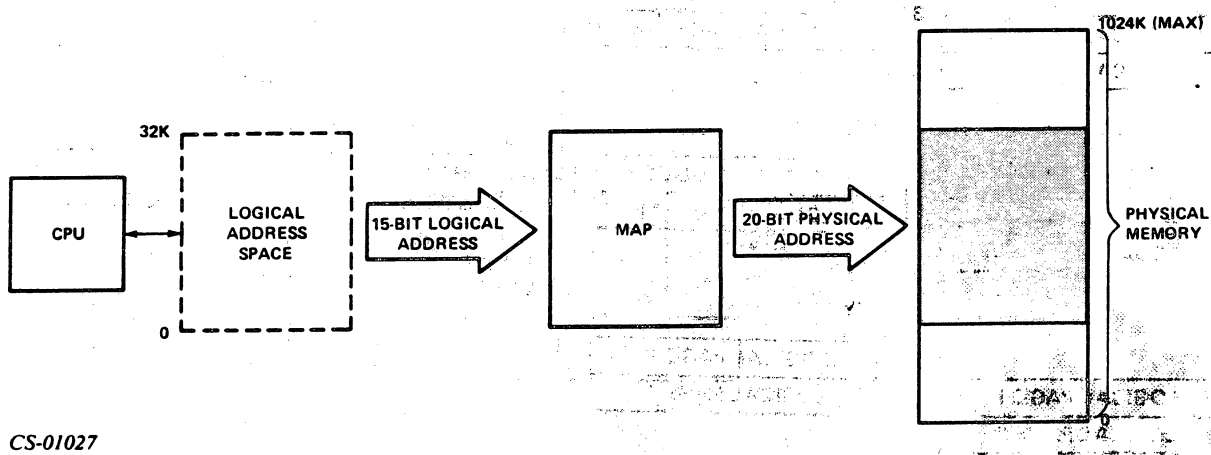 1024K (MAX)
32K
CPU
LOGICAL
ADDRESS
SPACE
15-BIT LOGICAL
ADDRESS
MAP
20-BIT PHYSICAL
ADDRESS
PHYSICAL
MEMORY
0
0
CS-01027